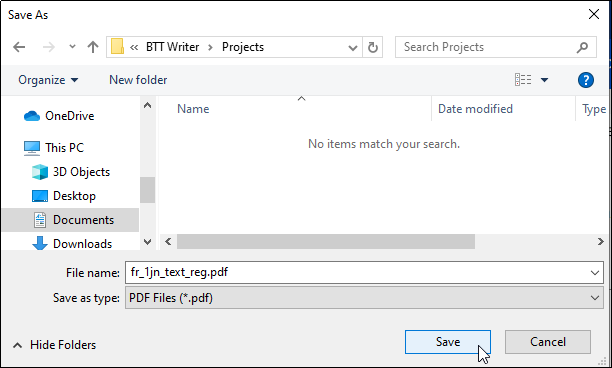 Save As
« BTT Writer > Projects
Search Projects
Organize New folder
OneDrive
This PC
3D Objects
Desktop
Documents
Downloads
Name Date modified Type
No items match your search.
File name: fr_1jn_text_reg.pdf
Save as type: PDF Files (*.pdf)
Hide Folders Save Cancel